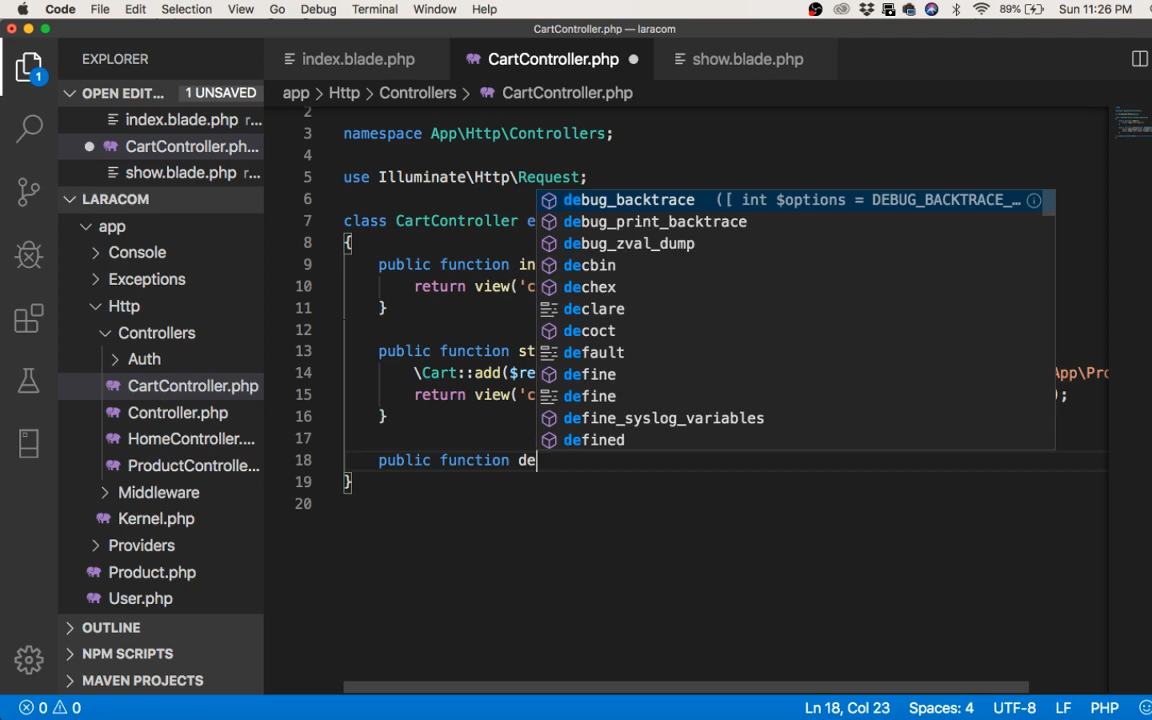 Code File Edit Selection View Go Debug Terminal Window Help 89% Sun 11:26 PM
CartController.php — laracom
EXPLORER
index.blade.php
CartController.php
show.blade.php
OPEN EDIT... 1 UNSAVED
app > Http > Controllers > CartController.php
index.blade.php r...
CartController.ph...
show.blade.php r...
LARACOM
app
Console
Exceptions
Http
Controllers
Auth
CartController.php
Controller.php
HomeController....
ProductControlle...
Middleware
Kernel.php
Providers
Product.php
User.php
OUTLINE
NPM SCRIPTS
MAVEN PROJECTS
1
2
3 namespace App\Http\Controllers;
4
5 use Illuminate\Http\Request;
6
7 class CartController e
8 {
9 public function in
10 return view('c
11 }
12
13 public function st
14 \Cart::add($re App\Pro
15 return view('c );
16 }
17
18 public function de
19 }
20
debug_backtrace ([ int $options = DEBUG_BACKTRACE_...
debug_print_backtrace
debug_zval_dump
decbin
dechex
declare
decoct
default
define
define
define_syslog_variables
defined
0 0 Ln 18, Col 23 Spaces: 4 UTF-8 LF PHP